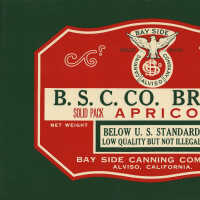 BAY SIDE
CANNING COMPANY
ALVISO, CAL.
B. S. C. CO. BR
SOLID PACK APRICO
NET WEIGHT
BELOW U. S. STANDARD
LOW QUALITY BUT NOT ILLEGAL
BAY SIDE CANNING COM
ALVISO, CALIFORNIA.